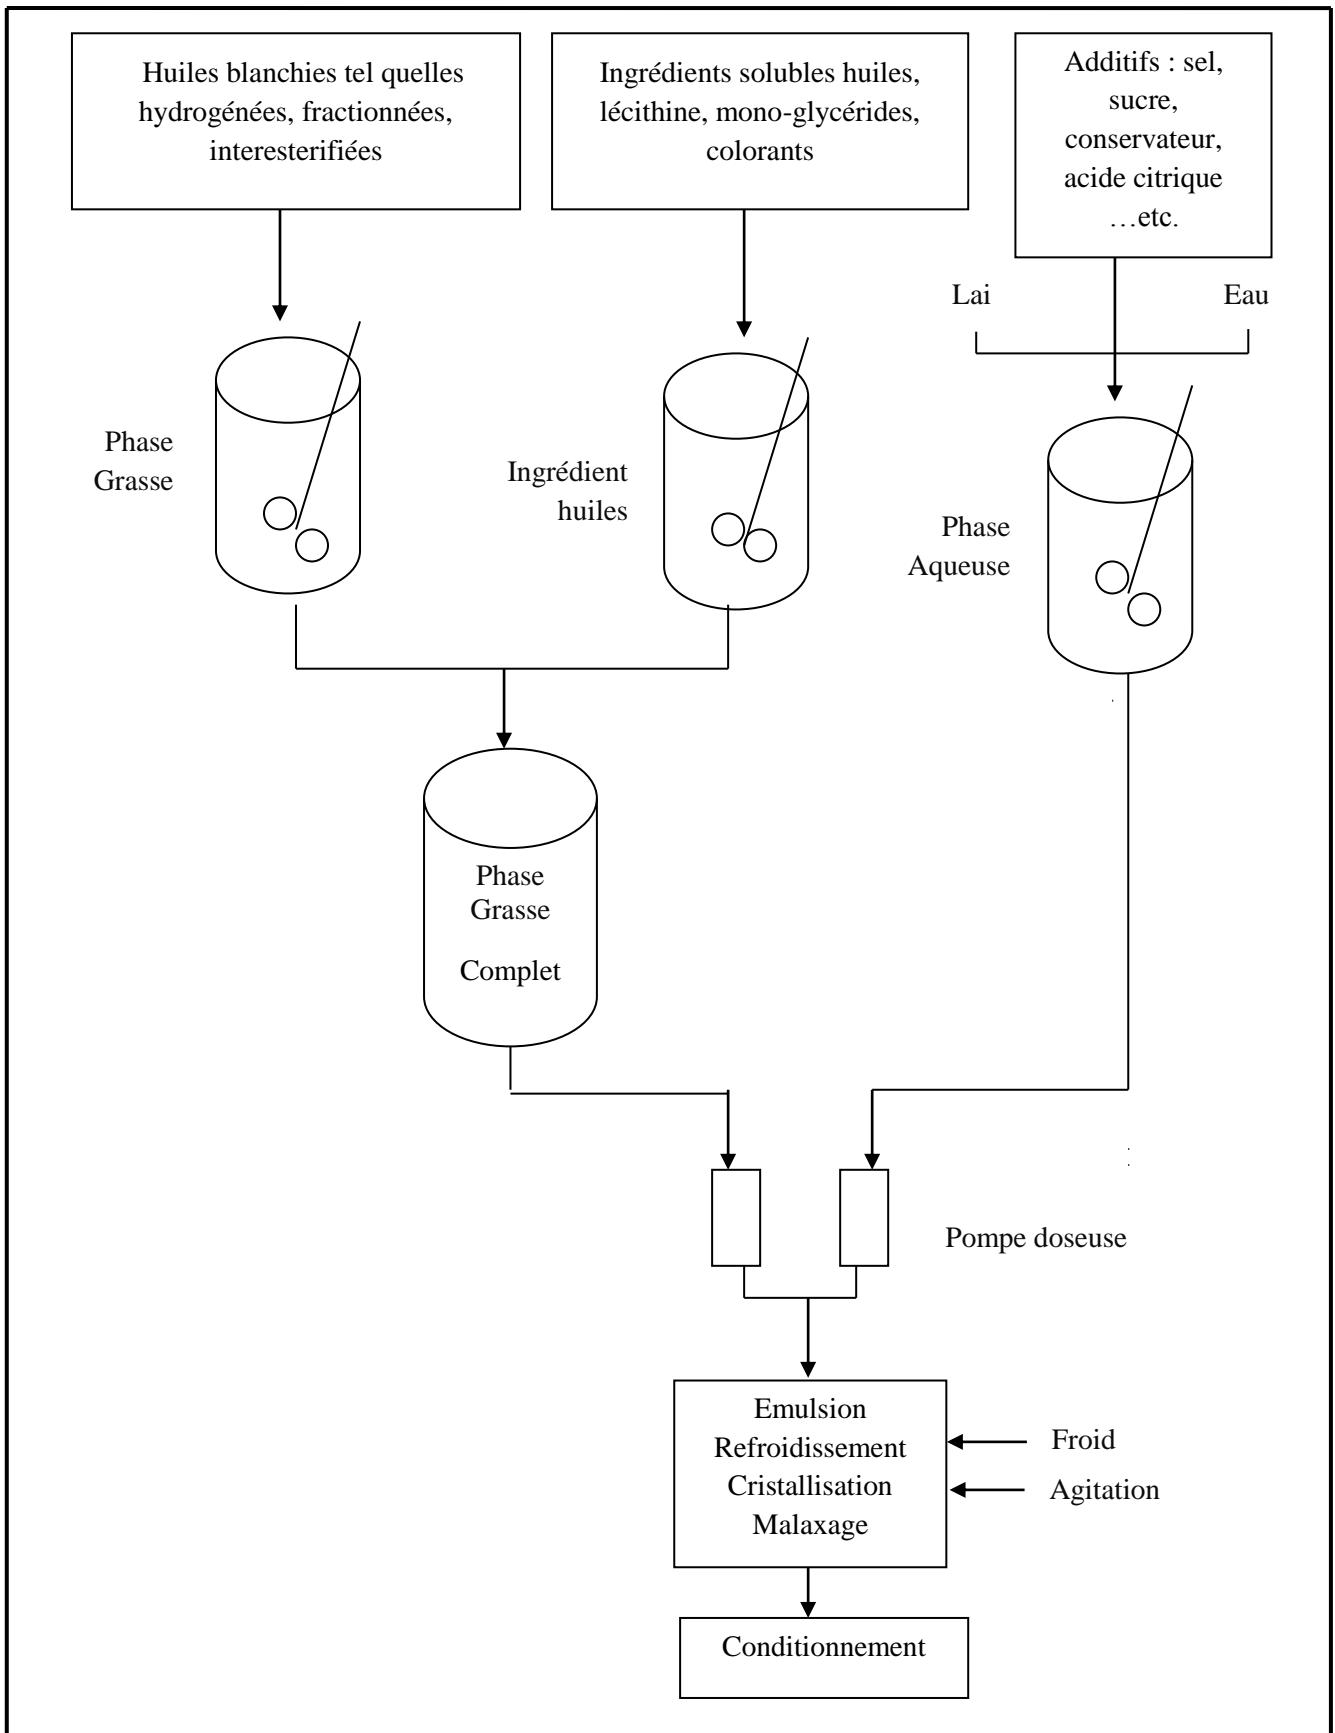 Huiles blanchies tel quelles
hydrogénées, fractionnées,
interesterifiées
Ingrédients solubles huiles,
lécithine, mono-glycérides,
colorants
Additifs : sel,
sucre,
conservateur,
acide citrique
…etc.
Lai
Eau
Phase
Grasse
Ingrédient
huiles
Phase
Aqueuse
Phase
Grasse
Complet
Pompe doseuse
Emulsion
Refroidissement
Cristallisation
Malaxage
Froid
Agitation
Conditionnement